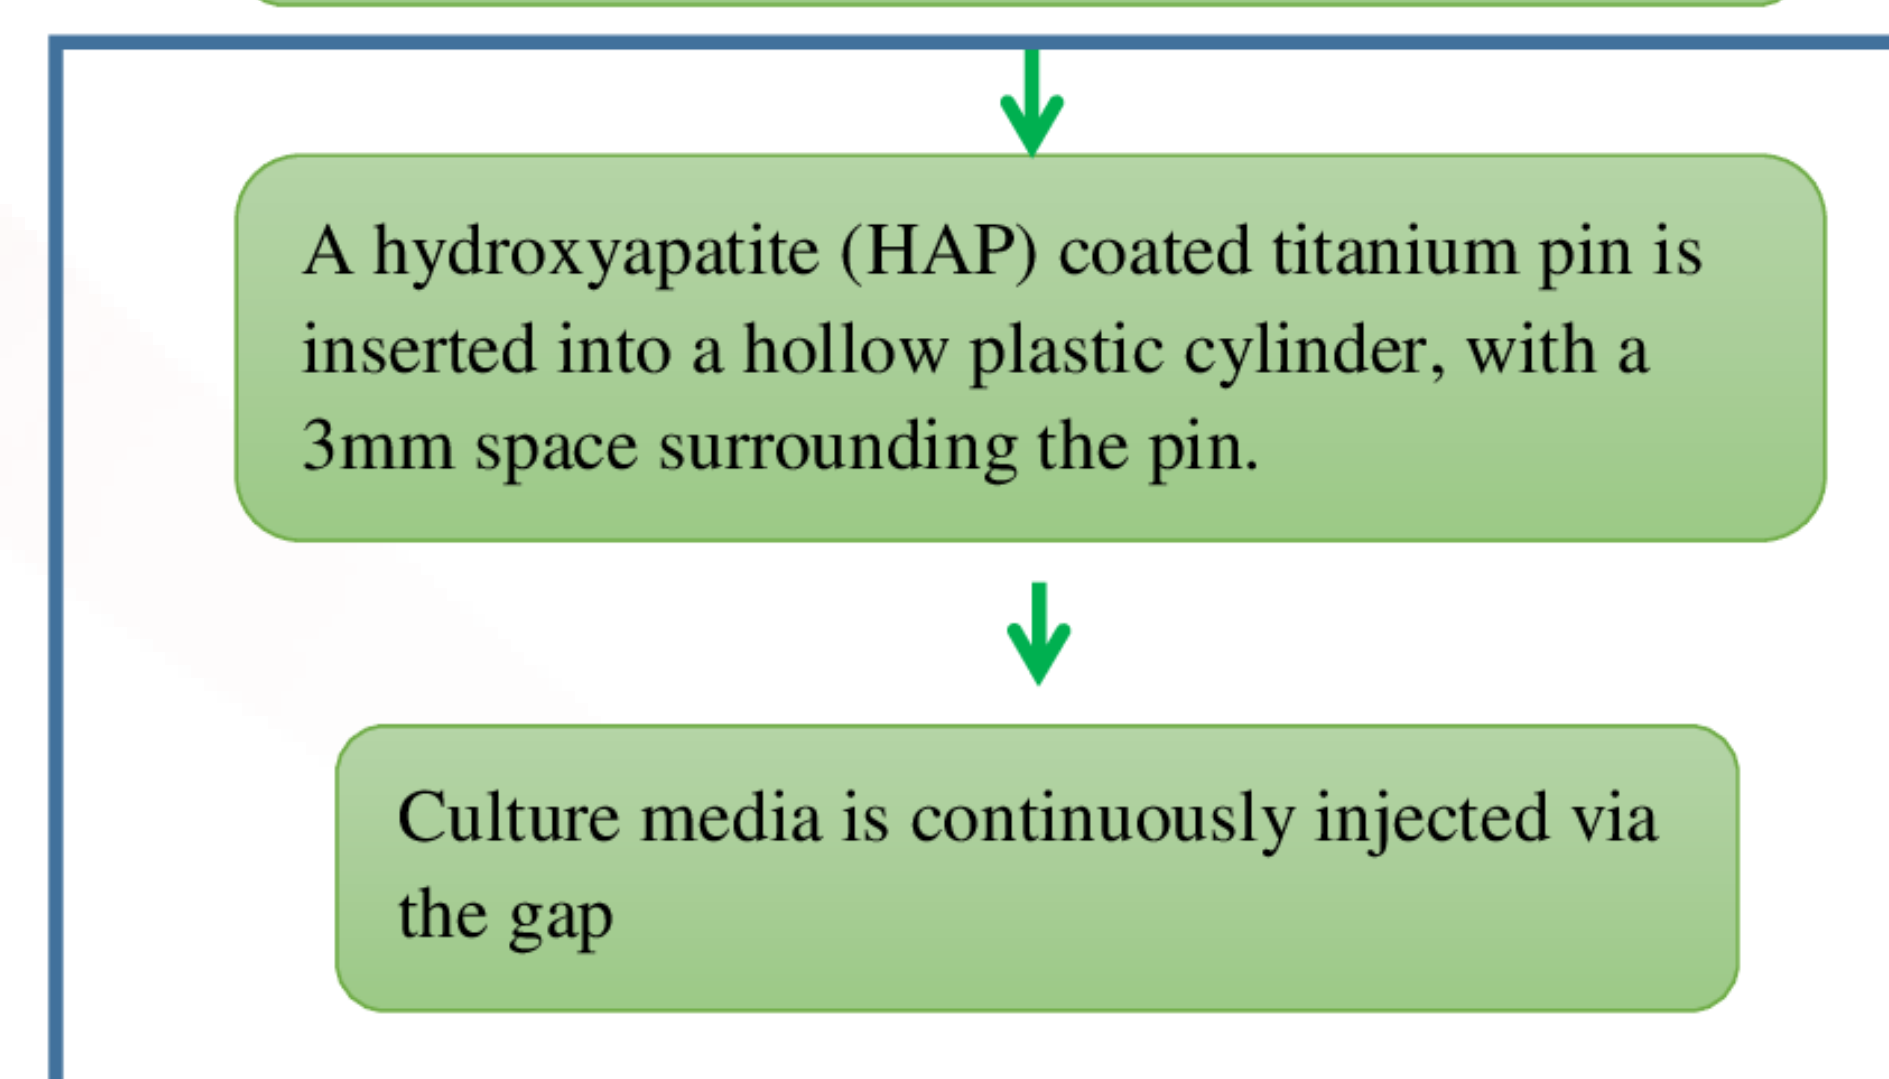 A hydroxyapatite (HAP) coated titanium pin is
inserted into a hollow plastic cylinder, with a
3mm space surrounding the pin.
Culture media is continuously injected via
the gap